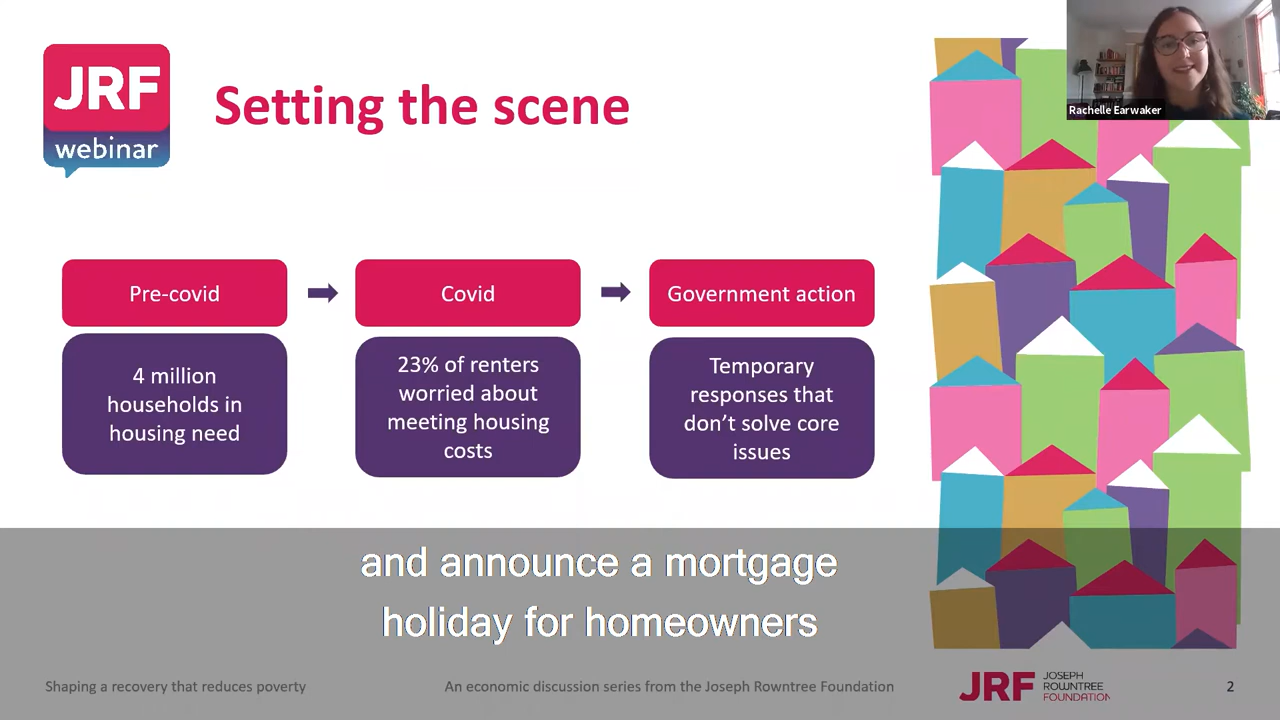 JRF
webinar
Setting the scene
Rachelle Earwaker
Pre-covid
Covid
Government action
4 million
households in
housing need
23% of renters
worried about
meeting housing
costs
Temporary
responses that
don’t solve core
issues
and announce a mortgage
holiday for homeowners
Shaping a recovery that reduces poverty
An economic discussion series from the Joseph Rowntree Foundation
JRF
JOSEPH
ROWNTREE
FOUNDATION
2